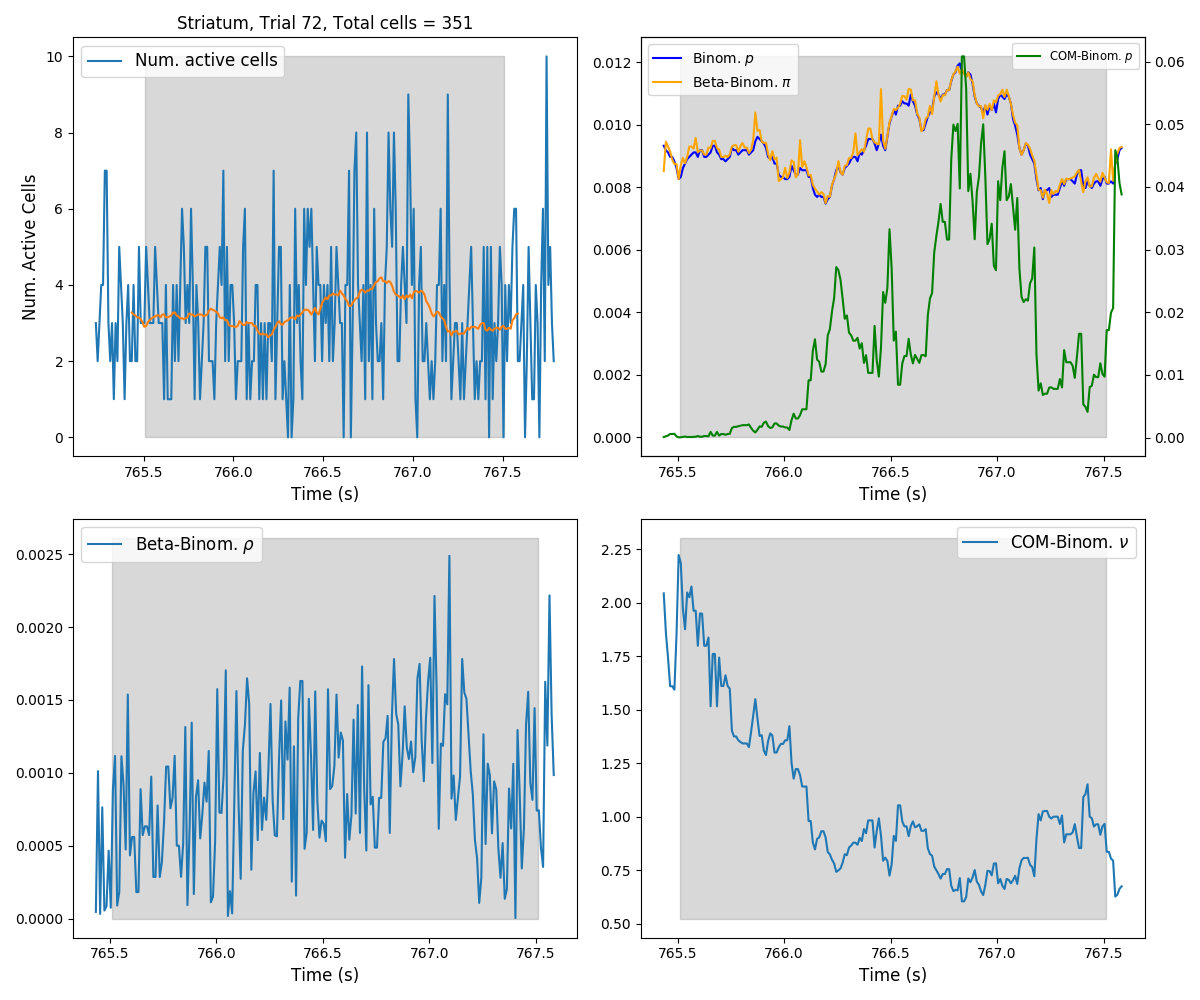 Striatum, Trial 72, Total cells = 351
Num. active cells
Num. Active Cells
10
8
6
4
2
0
765.5 766.0 766.5 767.0 767.5
Time (s)
Binom. p
Beta-Binom. π
COM-Binom. p
0.012
0.010
0.008
0.006
0.004
0.002
0.000
0.06
0.05
0.04
0.03
0.02
0.01
0.00
765.5 766.0 766.5 767.0 767.5
Time (s)
Beta-Binom. ρ
0.0025
0.0020
0.0015
0.0010
0.0005
0.0000
765.5 766.0 766.5 767.0 767.5
Time (s)
COM-Binom. ν
2.25
2.00
1.75
1.50
1.25
1.00
0.75
0.50
765.5 766.0 766.5 767.0 767.5
Time (s)